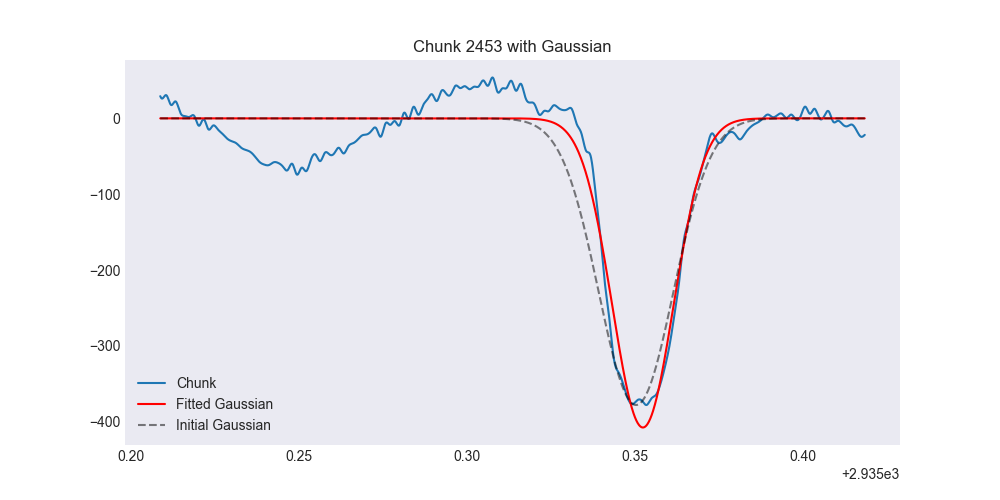 Chunk 2453 with Gaussian
0
−100
−200
−300
−400
Chunk
Fitted Gaussian
Initial Gaussian
0.20 0.25 0.30 0.35 0.40
+2.935e3